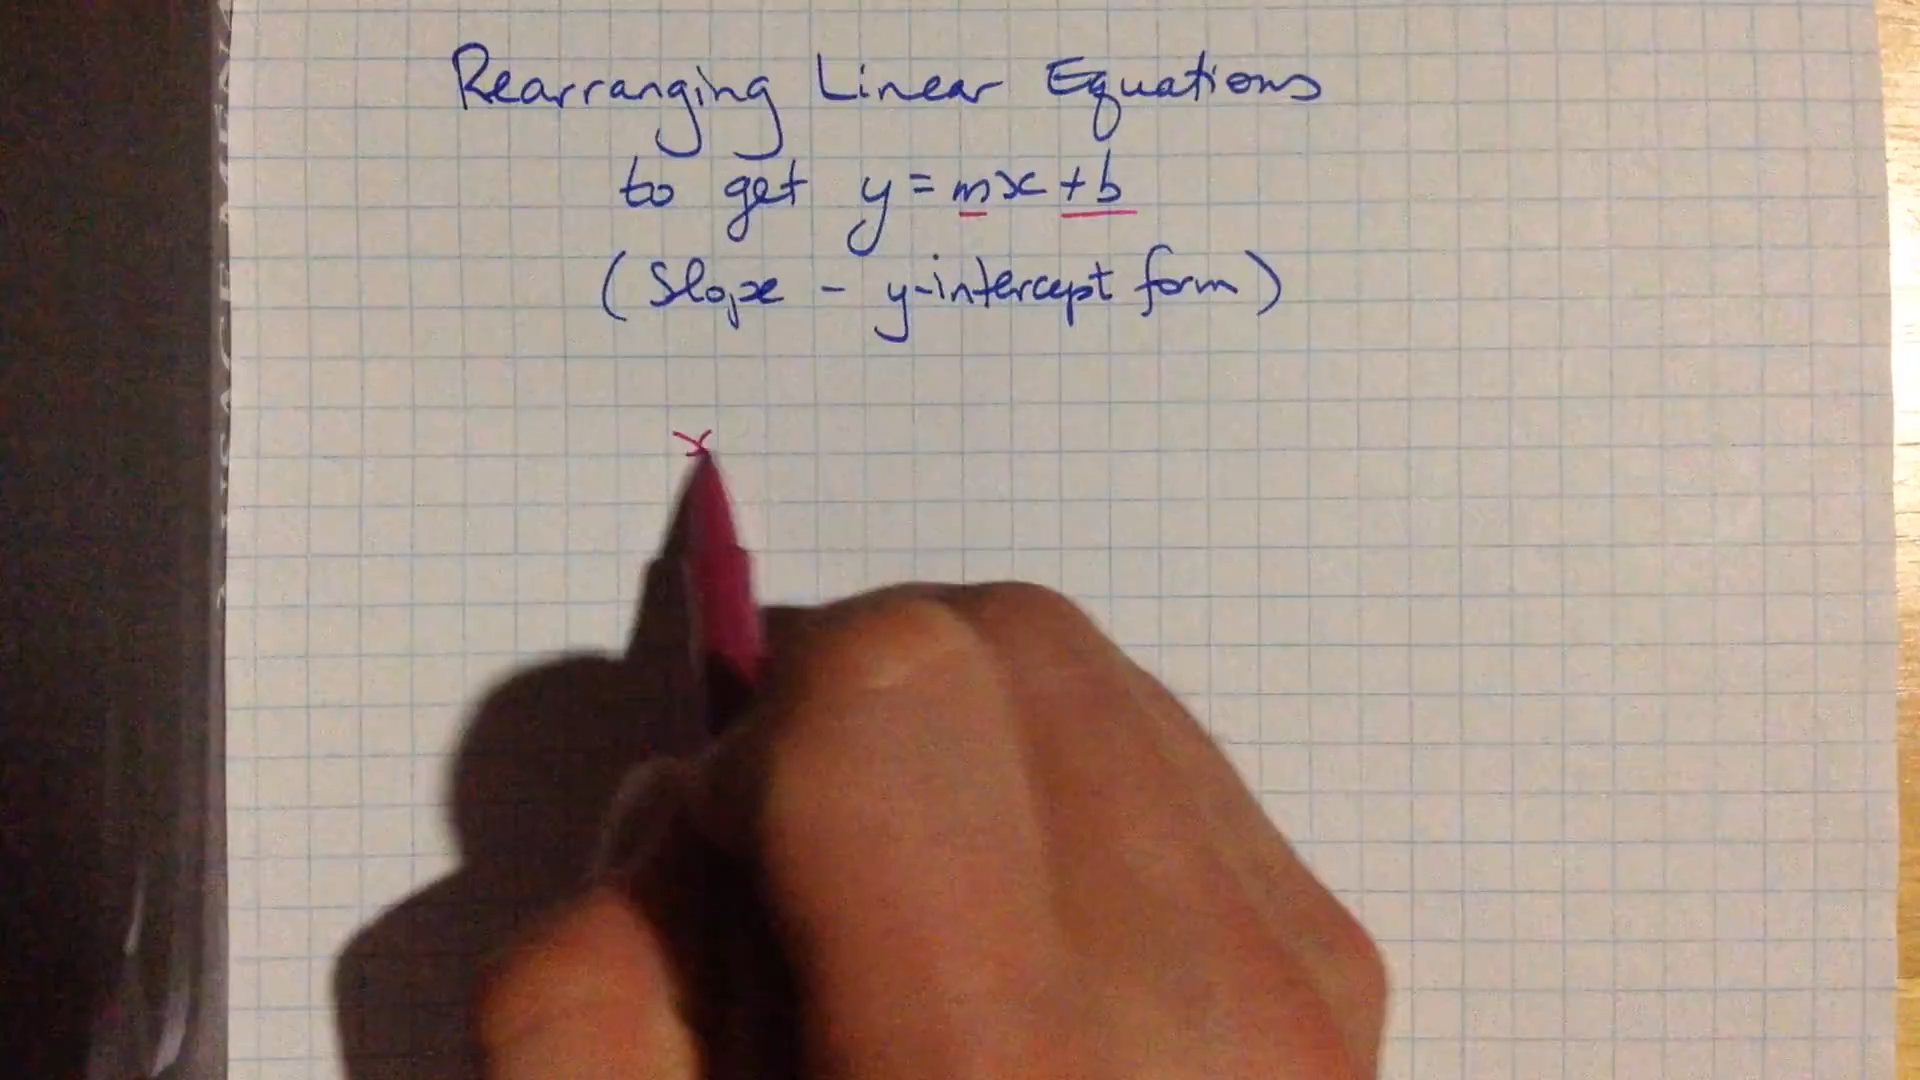 Rearranging Linear Equations
to get y = mx + b
(Slope - y-intercept form)
x